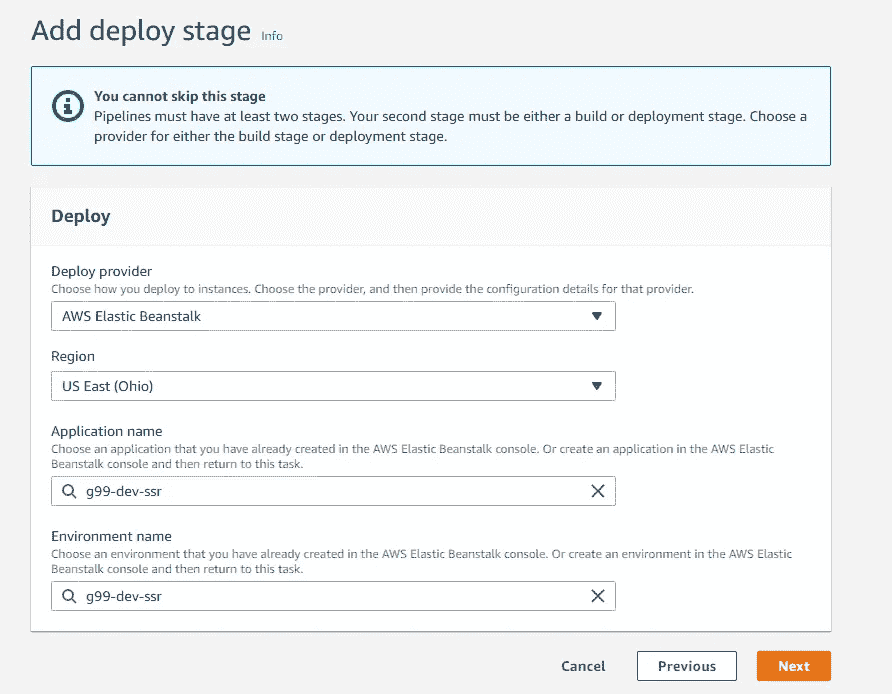 Add deploy stage Info
You cannot skip this stage
Pipelines must have at least two stages. Your second stage must be either a build or deployment stage. Choose a
provider for either the build stage or deployment stage.
Deploy
Deploy provider
Choose how you deploy to instances. Choose the provider, and then provide the configuration details for that provider.
AWS Elastic Beanstalk
Region
US East (Ohio)
Application name
Choose an application that you have already created in the AWS Elastic Beanstalk console. Or create an application in the AWS Elastic
Beanstalk console and then return to this task.
g99-dev-ssr
Environment name
Choose an environment that you have already created in the AWS Elastic Beanstalk console. Or create an environment in the AWS Elastic
Beanstalk console and then return to this task.
g99-dev-ssr
Cancel Previous Next